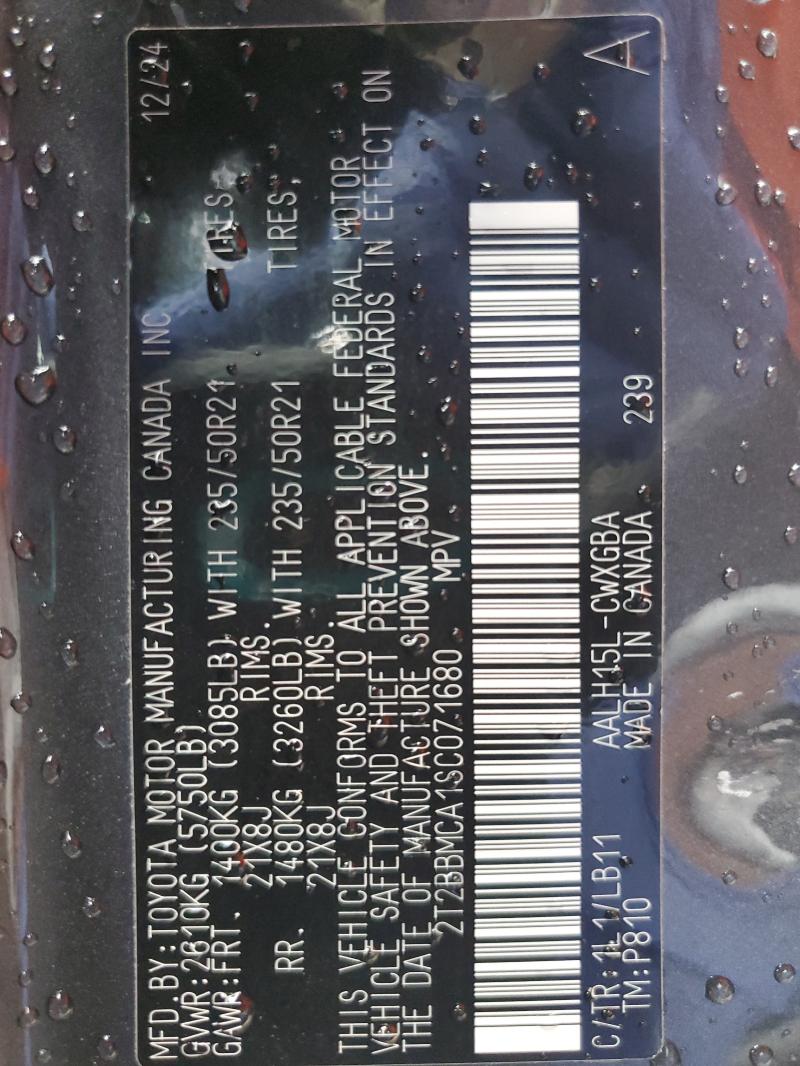 MFD.BY:TOYOTA MOTOR MANUFACTURING CANADA INC 12/24
GVWR:2610KG (5750LB)
GAWR:FRT. 1400KG (3085LB) WITH 235/50R21 TIRES,
21X8J RIMS.
RR. 1480KG (3260LB) WITH 235/50R21 TIRES,
21X8J RIMS.
THIS VEHICLE CONFORMS TO ALL APPLICABLE FEDERAL MOTOR
VEHICLE SAFETY AND THEFT PREVENTION STANDARDS IN EFFECT ON
THE DATE OF MANUFACTURE SHOWN ABOVE.
2T2BBMCA1SC071680 MPV
C/TR:1L1/LB11 AALH15L-CWXGBA
TM:P810 MADE IN CANADA 239 A